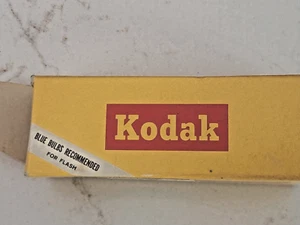 Kodak
BLUE BULBS RECOMMENDED
FOR FLASH